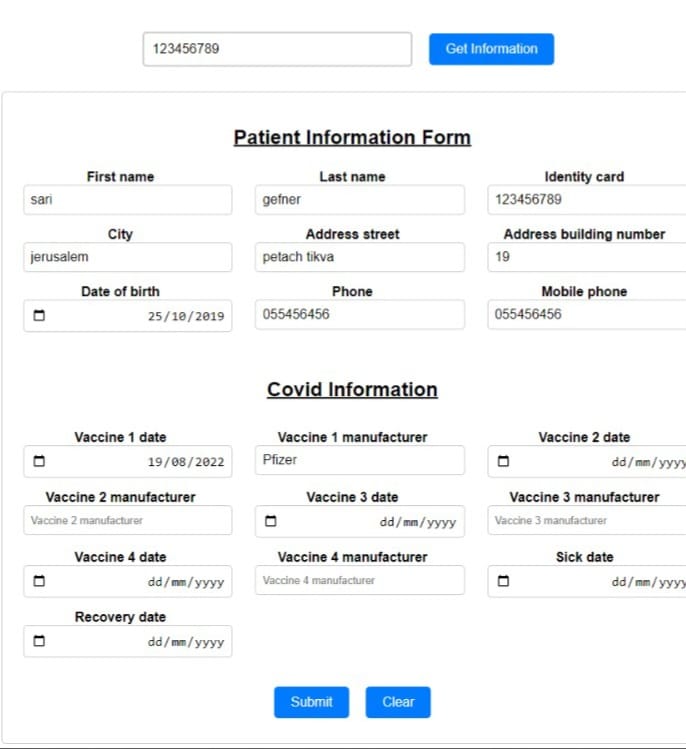 123456789 Get Information
Patient Information Form
First name Last name Identity card
sari gefner 123456789
City Address street Address building number
jerusalem petach tikva 19
Date of birth Phone Mobile phone
25/10/2019 055456456 055456456
Covid Information
Vaccine 1 date Vaccine 1 manufacturer Vaccine 2 date
19/08/2022 Pfizer dd/mm/yyyy
Vaccine 2 manufacturer Vaccine 3 date Vaccine 3 manufacturer
Vaccine 2 manufacturer dd/mm/yyyy Vaccine 3 manufacturer
Vaccine 4 date Vaccine 4 manufacturer Sick date
dd/mm/yyyy Vaccine 4 manufacturer dd/mm/yyyy
Recovery date
dd/mm/yyyy
Submit Clear